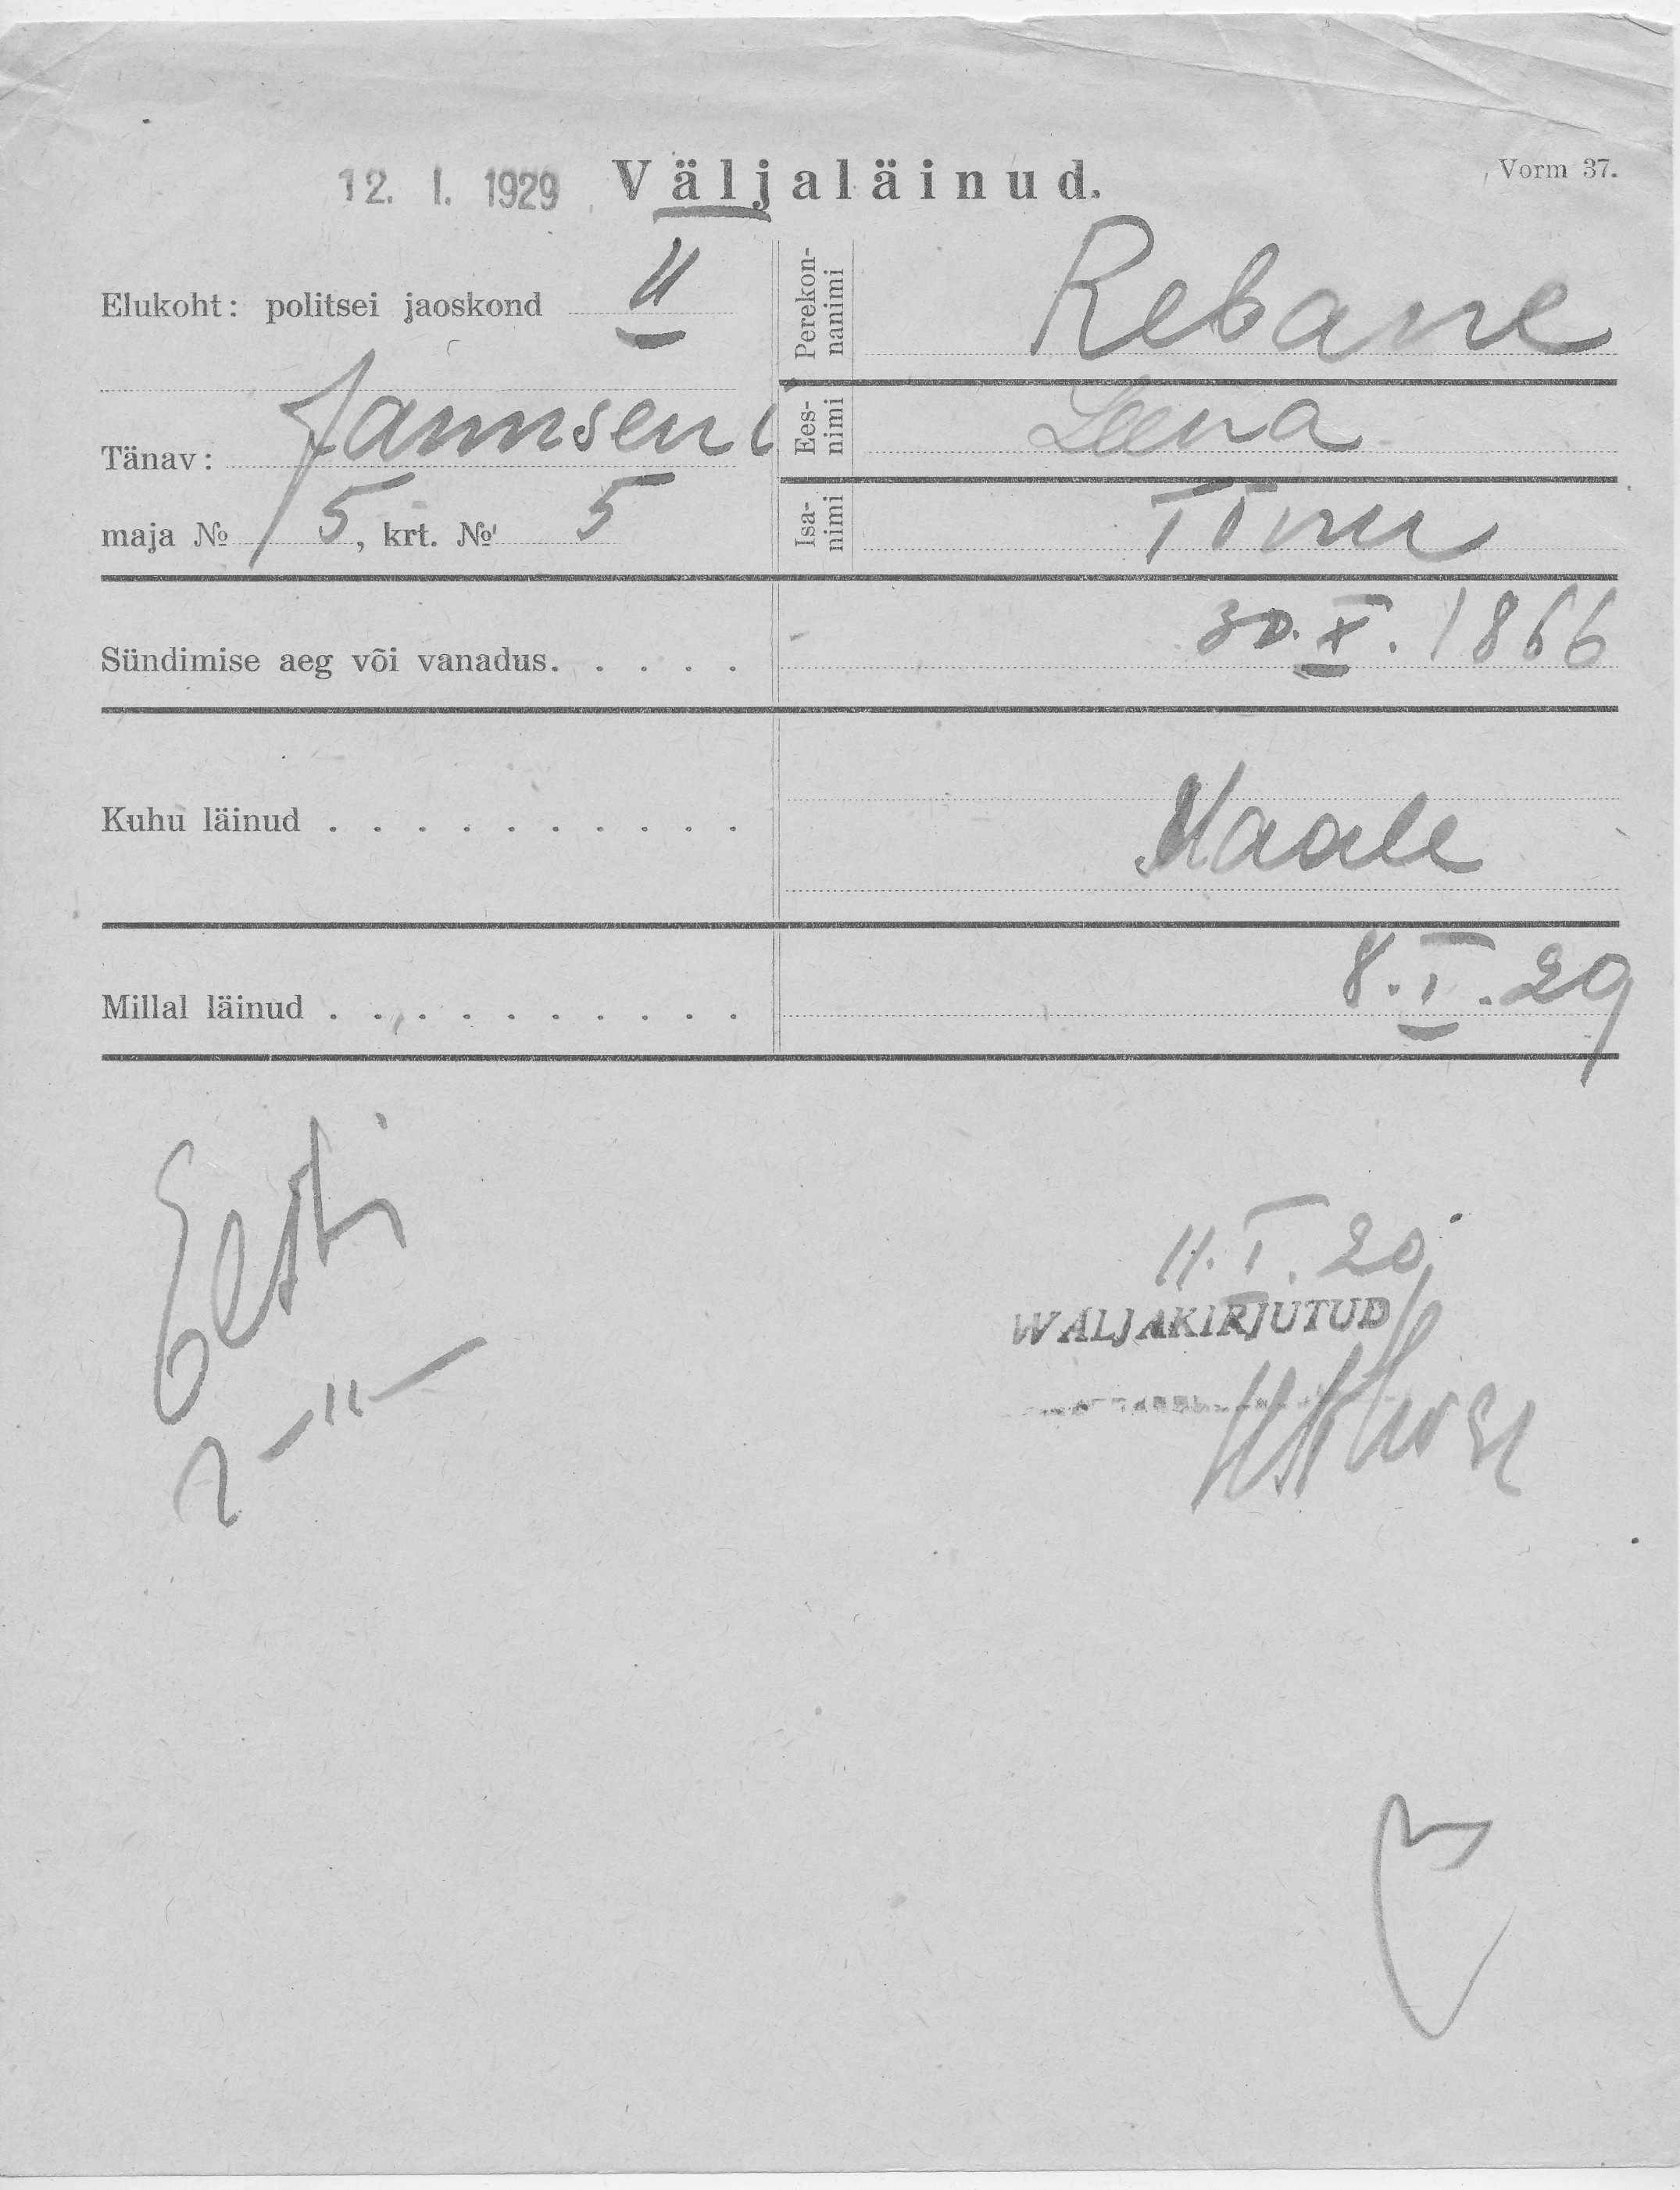 12. I. 1929 Väljaläinud.
Vorm 37.
Elukoht: politsei jaoskond II
Tänav: Jannseni
maja № 5, krt. № 5
Perekon-
nanimi
Rebane
Ees-
nimi
Leena
Isa-
nimi
Tõnu
Sündimise aeg või vanadus. . . . . 30. X. 1866
Kuhu läinud . . . . . . . . . . Maale
Millal läinud . . . . . . . . . . 8. I. 29
Eesti
11. I. 29
WALJAKIRJUTUD